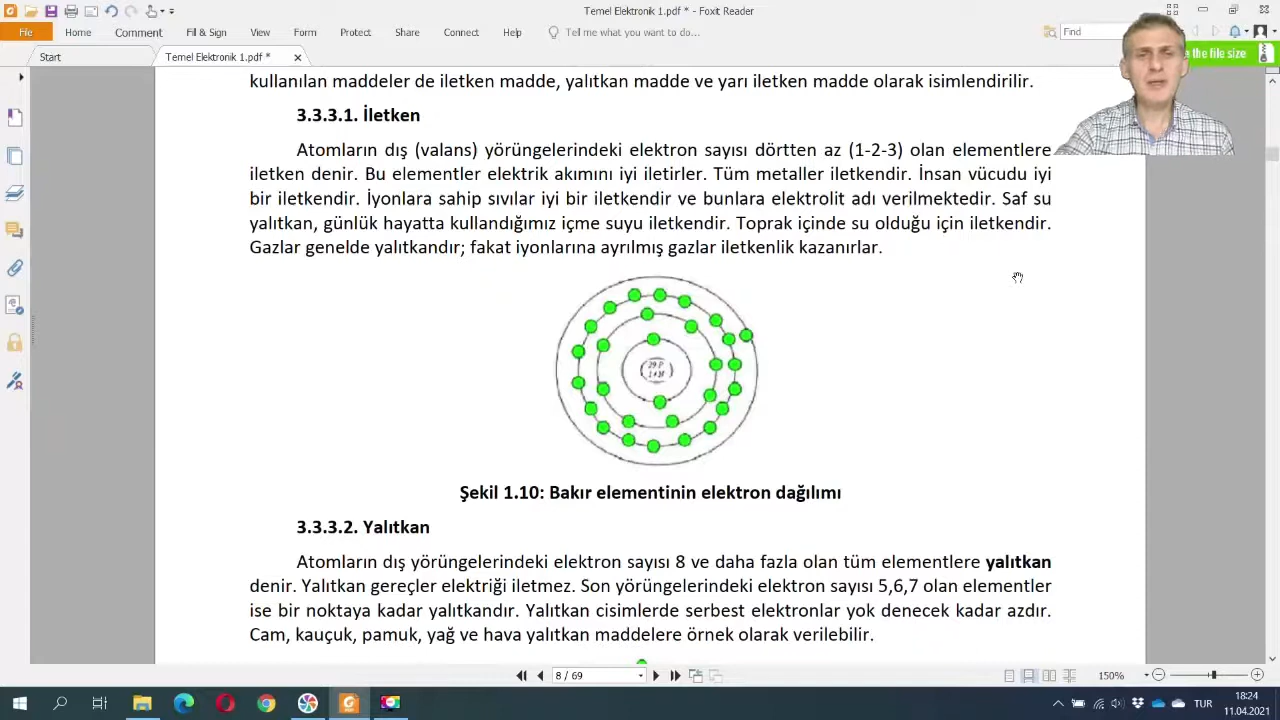 Temel Elektronik 1.pdf * - Foxit Reader
File Home Comment Fill & Sign View Form Protect Share Connect Help Tell me what you want to do... Find
Start Temel Elektronik 1.pdf * the file size
kullanılan maddeler de iletken madde, yalıtkan madde ve yarı iletken madde olarak isimlendirilir.
3.3.3.1. İletken
Atomların dış (valans) yörüngelerindeki elektron sayısı dörtten az (1-2-3) olan elementlere
iletken denir. Bu elementler elektrik akımını iyi iletirler. Tüm metaller iletkendir. İnsan vücudu iyi
bir iletkendir. İyonlara sahip sıvılar iyi bir iletkendir ve bunlara elektrolit adı verilmektedir. Saf su
yalıtkan, günlük hayatta kullandığımız içme suyu iletkendir. Toprak içinde su olduğu için iletkendir.
Gazlar genelde yalıtkandır; fakat iyonlarına ayrılmış gazlar iletkenlik kazanırlar.
Şekil 1.10: Bakır elementinin elektron dağılımı
3.3.3.2. Yalıtkan
Atomların dış yörüngelerindeki elektron sayısı 8 ve daha fazla olan tüm elementlere yalıtkan
denir. Yalıtkan gereçler elektriği iletmez. Son yörüngelerindeki elektron sayısı 5,6,7 olan elementler
ise bir noktaya kadar yalıtkandır. Yalıtkan cisimlerde serbest elektronlar yok denecek kadar azdır.
Cam, kauçuk, pamuk, yağ ve hava yalıtkan maddelere örnek olarak verilebilir.
8 / 69 150%
TUR 18:24
11.04.2021